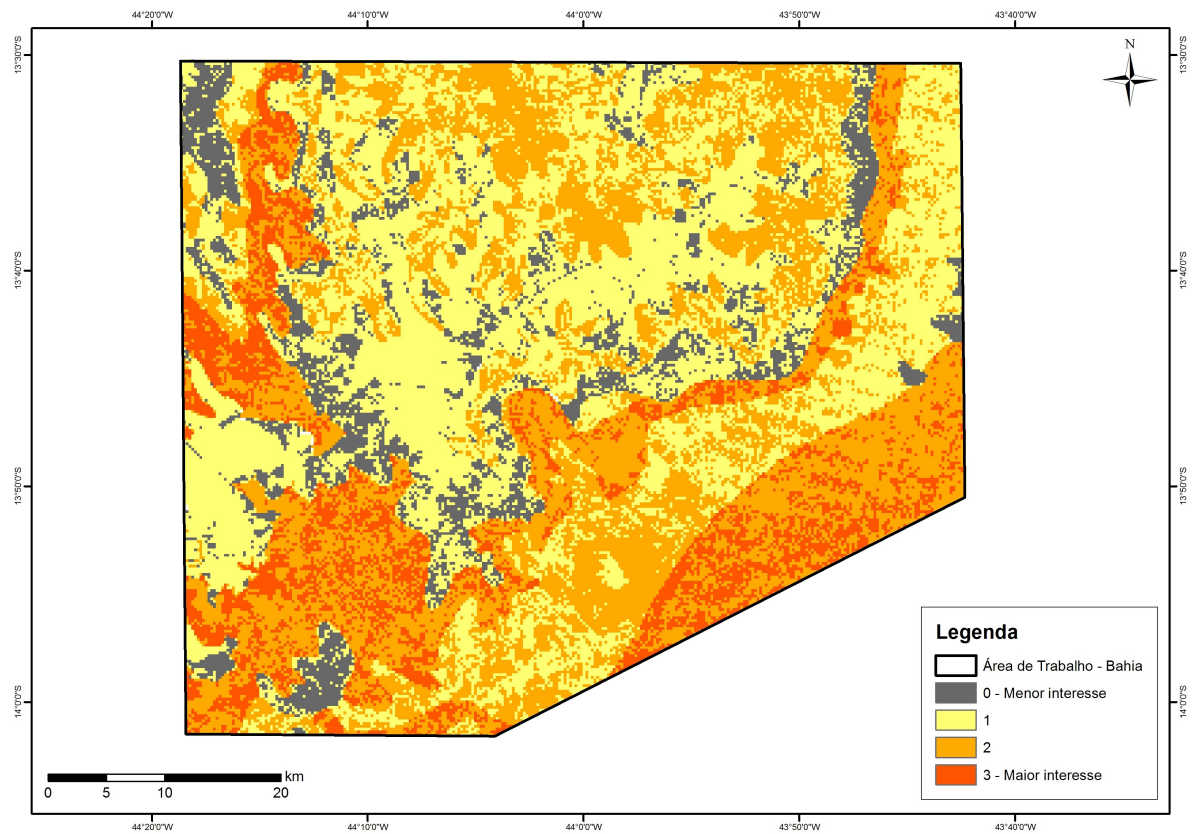 44°20'0"W 44°10'0"W 44°0'0"W 43°50'0"W 43°40'0"W
13°30'0"S 13°30'0"S
N
13°40'0"S 13°40'0"S
13°50'0"S 13°50'0"S
14°0'0"S 14°0'0"S
Legenda
Área de Trabalho - Bahia
0 - Menor interesse
1
2
3 - Maior interesse
km
0 5 10 20
44°20'0"W 44°10'0"W 44°0'0"W 43°50'0"W 43°40'0"W